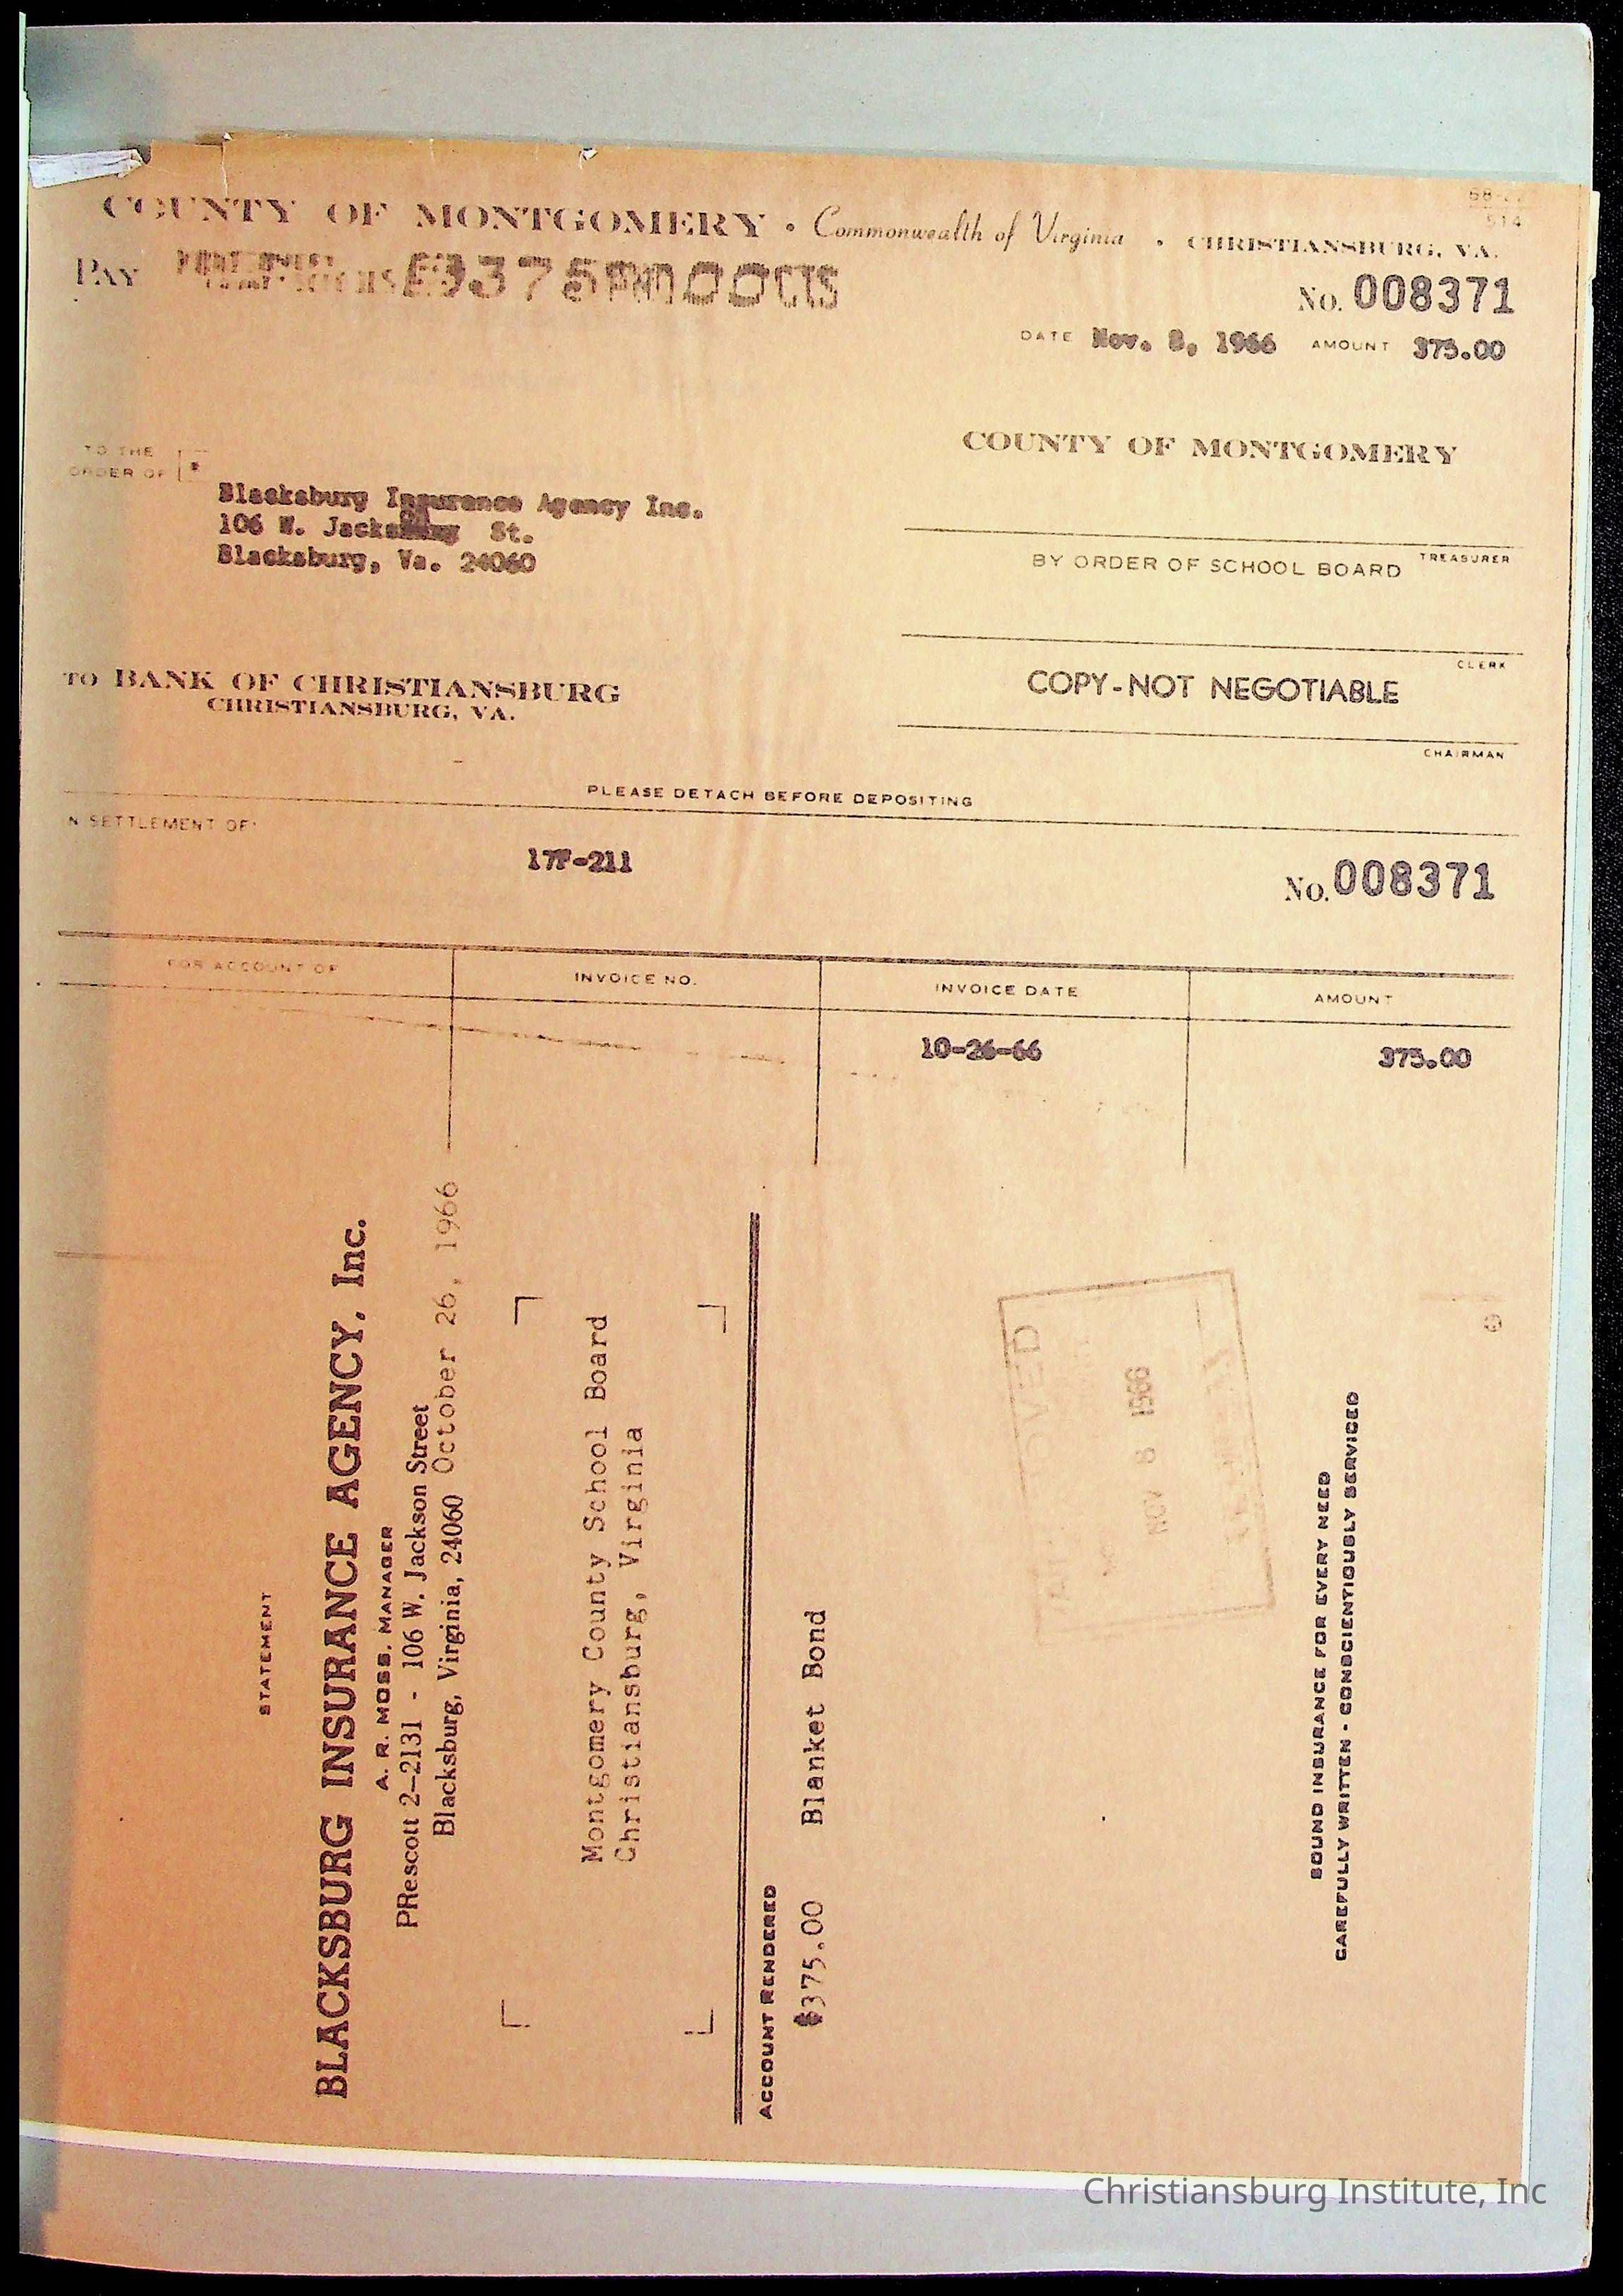 COUNTY OF MONTGOMERY • Commonwealth of Virginia • CHRISTIANSBURG, VA.
514
PAY 375 00 CTS
No. 008371
DATE Nov. 8, 1966 AMOUNT 375.00
COUNTY OF MONTGOMERY
TO THE
ORDER OF
Blacksburg Insurance Agency Inc.
106 W. Jackson St.
Blacksburg, Va. 24060
TREASURER
BY ORDER OF SCHOOL BOARD
CLERK
TO BANK OF CHRISTIANSBURG
CHRISTIANSBURG, VA.
COPY-NOT NEGOTIABLE
CHAIRMAN
PLEASE DETACH BEFORE DEPOSITING
N SETTLEMENT OF:
17F-211
No. 008371
FOR ACCOUNT OF INVOICE NO. INVOICE DATE AMOUNT
10-26-66 375.00
STATEMENT
BLACKSBURG INSURANCE AGENCY, Inc.
A. R. MOSS, MANAGER
PRescott 2-2131 - 106 W. Jackson Street
Blacksburg, Virginia, 24060 October 26, 1966
Montgomery County School Board
Christiansburg, Virginia
ACCOUNT RENDERED
$375.00 Blanket Bond
NOV 8 1966
SOUND INSURANCE FOR EVERY NEED
CAREFULLY WRITTEN - CONSCIENTIOUSLY SERVICED
Christiansburg Institute, Inc